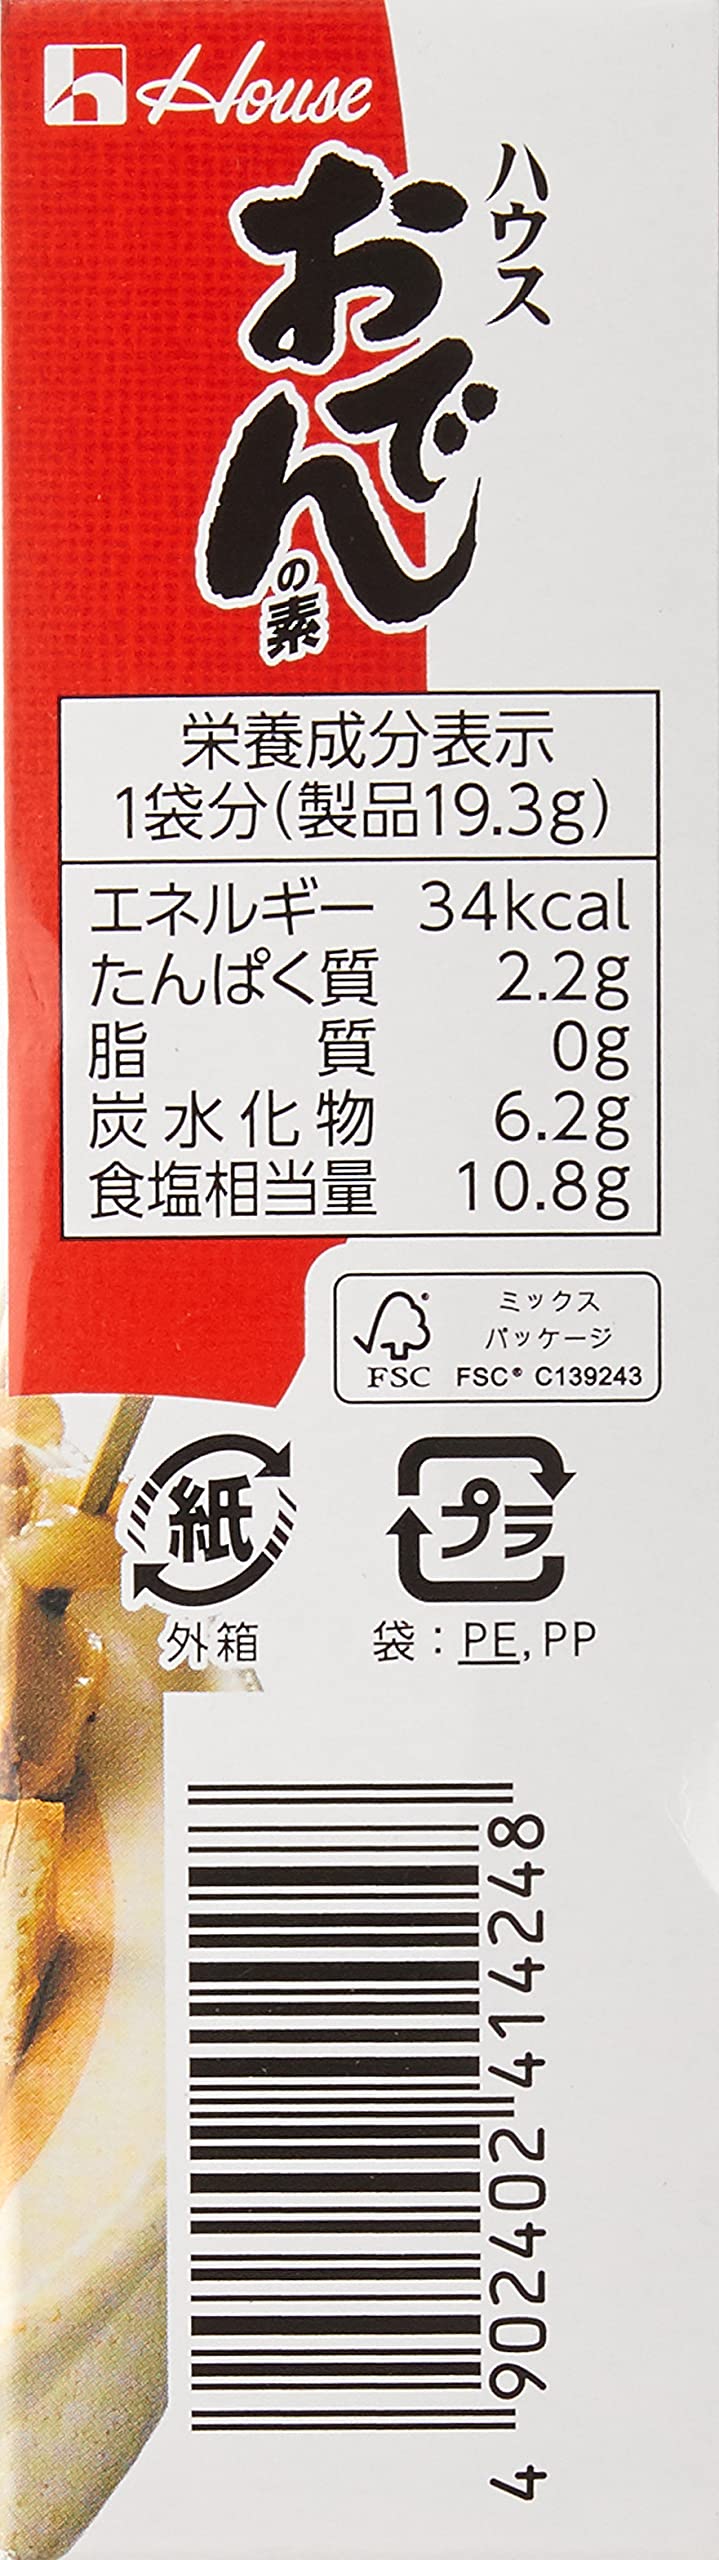 House
ハウス
おでん
の素
栄養成分表示
1袋分(製品19.3g)
エネルギー 34kcal
たんぱく質 2.2g
脂質 0g
炭水化物 6.2g
食塩相当量 10.8g
ミックス
パッケージ
FSC FSC® C139243
紙
外箱
プラ
袋：PE, PP
4 902402 414248